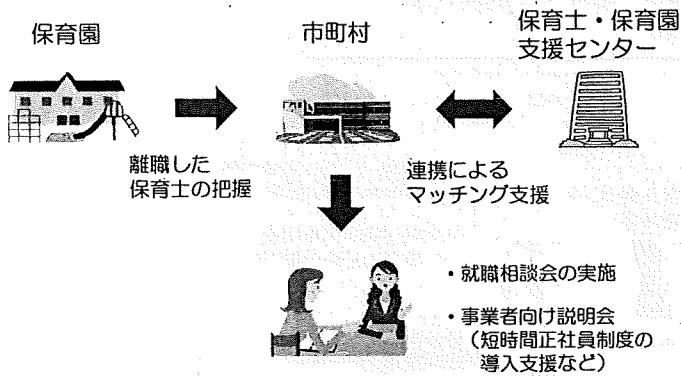 保育園
市町村
保育士・保育園
支援センター
離職した
保育士の把握
連携による
マッチング支援
・就職相談会の実施
・事業者向け説明会
（短時間正社員制度の
導入支援など）